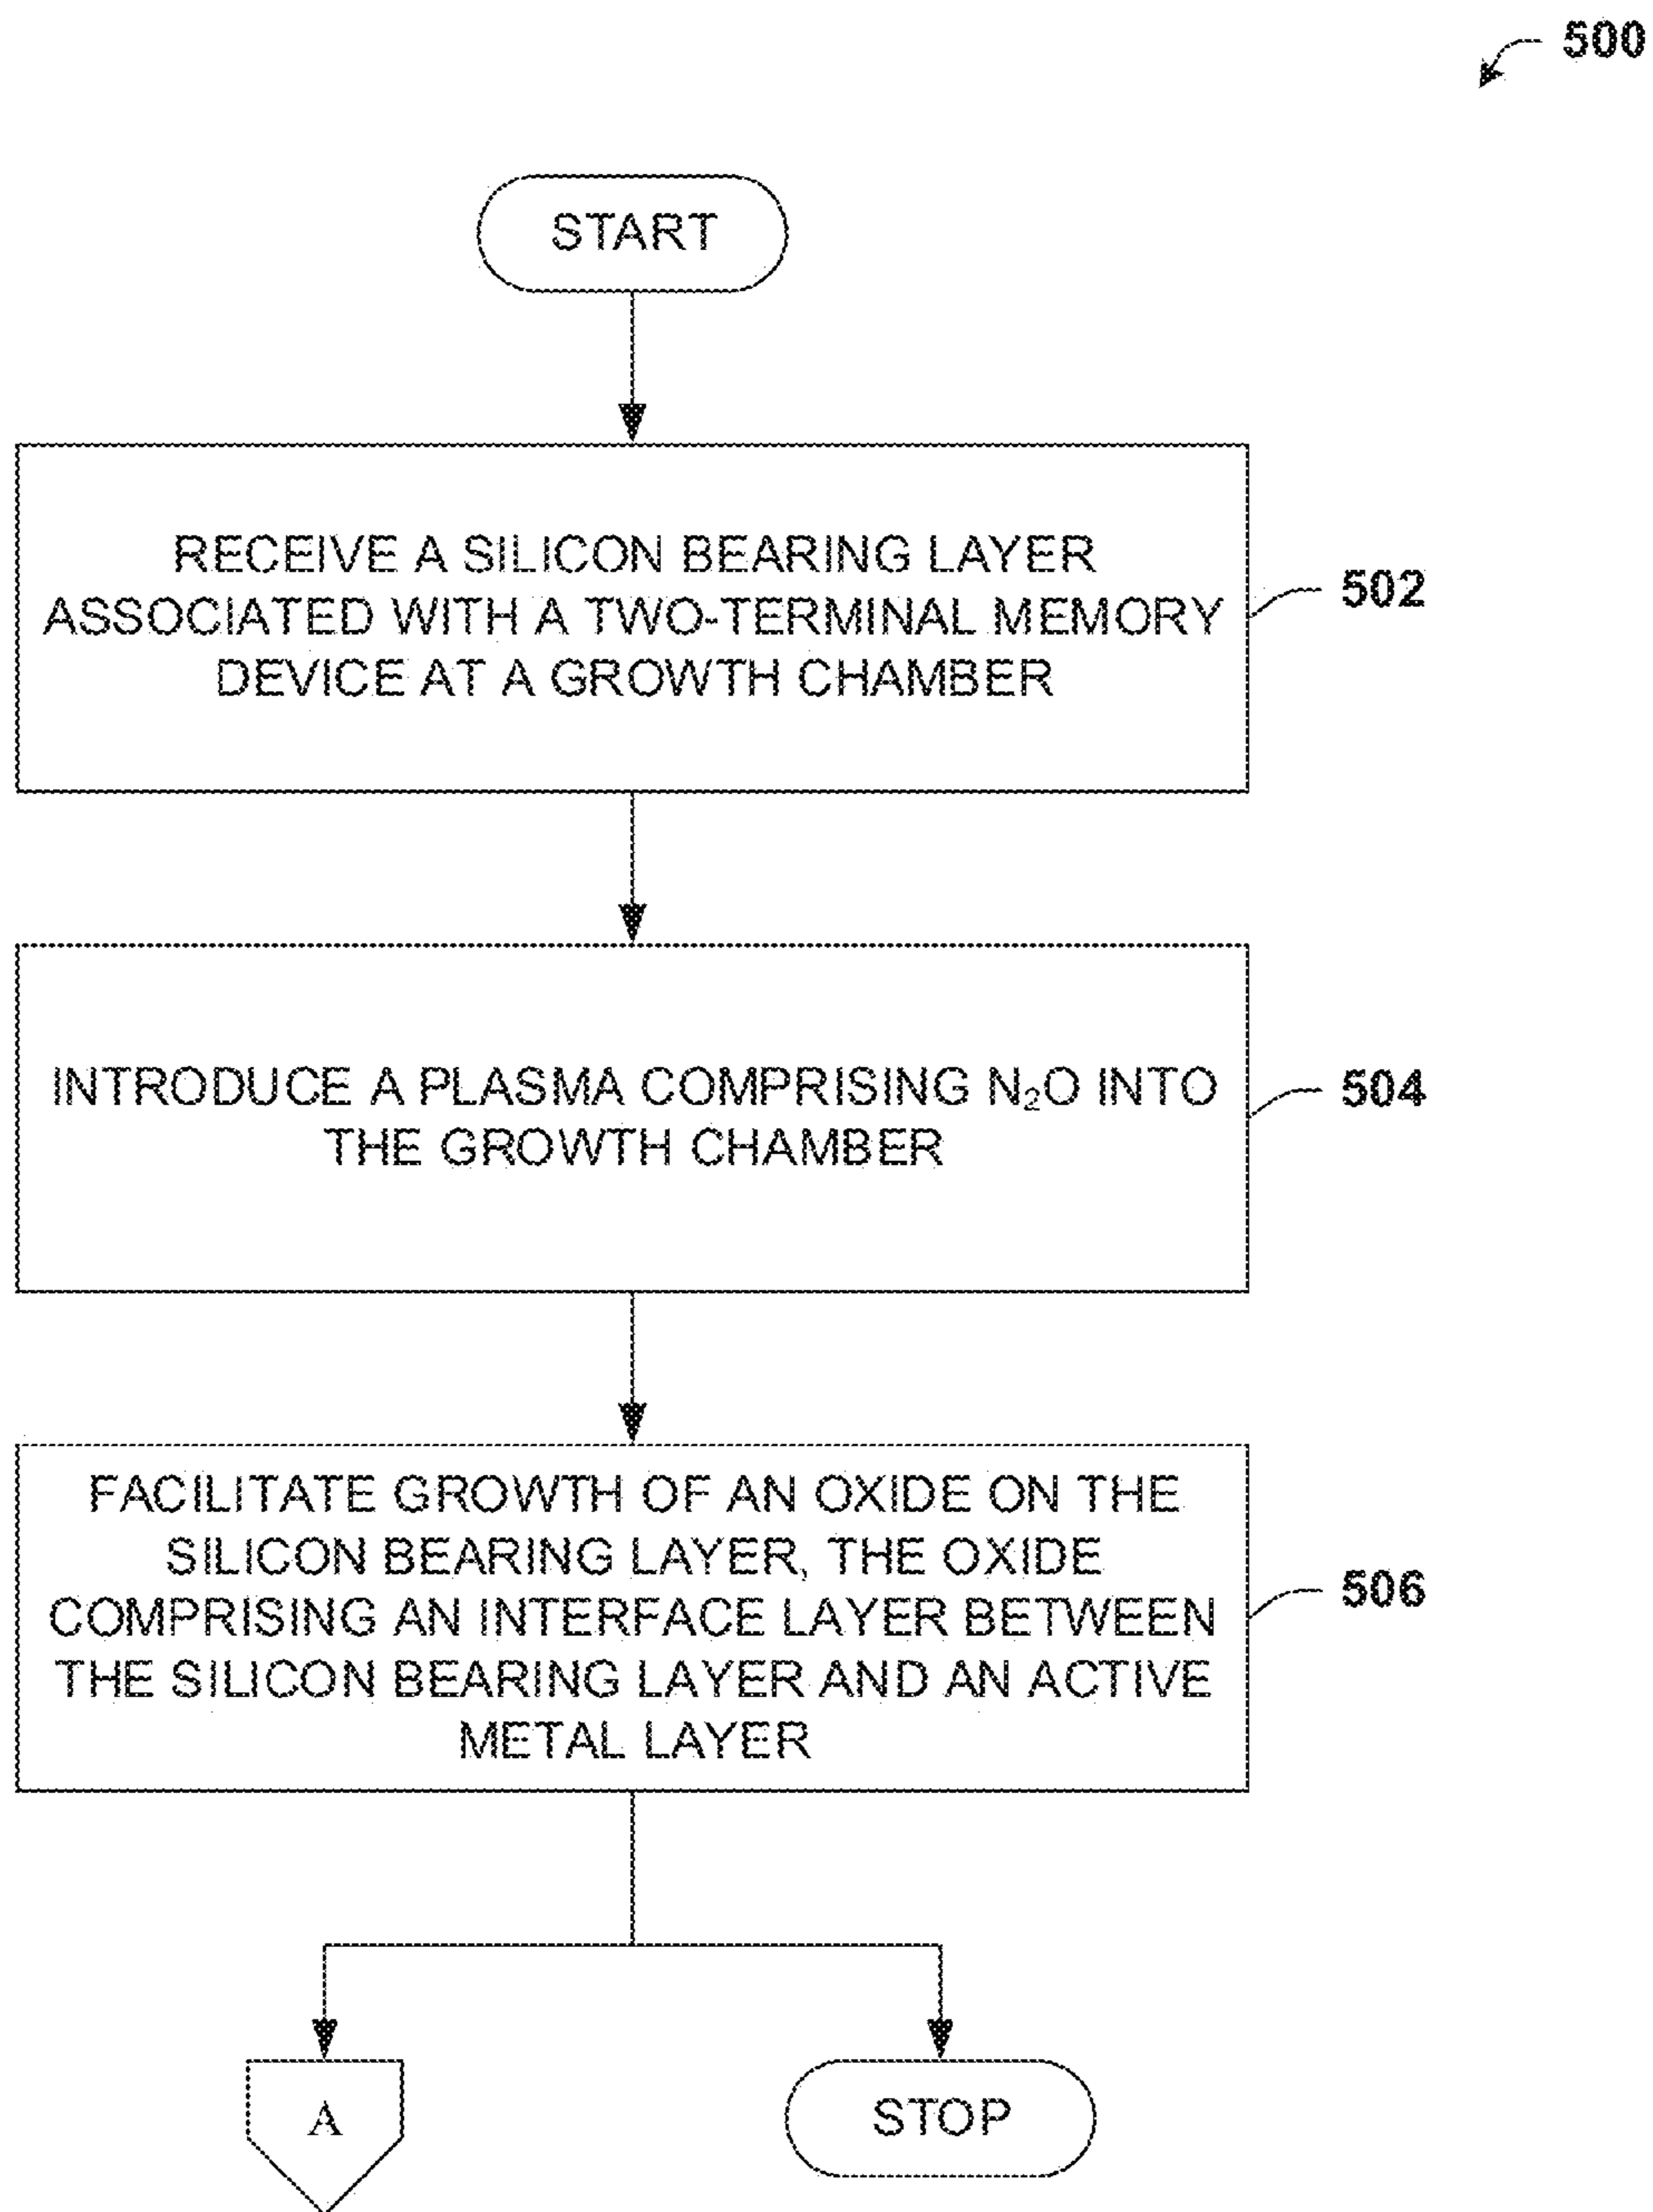 500
START
RECEIVE A SILICON BEARING LAYER
ASSOCIATED WITH A TWO-TERMINAL MEMORY
DEVICE AT A GROWTH CHAMBER
502
INTRODUCE A PLASMA COMPRISING N₂O INTO
THE GROWTH CHAMBER
504
FACILITATE GROWTH OF AN OXIDE ON THE
SILICON BEARING LAYER, THE OXIDE
COMPRISING AN INTERFACE LAYER BETWEEN
THE SILICON BEARING LAYER AND AN ACTIVE
METAL LAYER
506
A
STOP